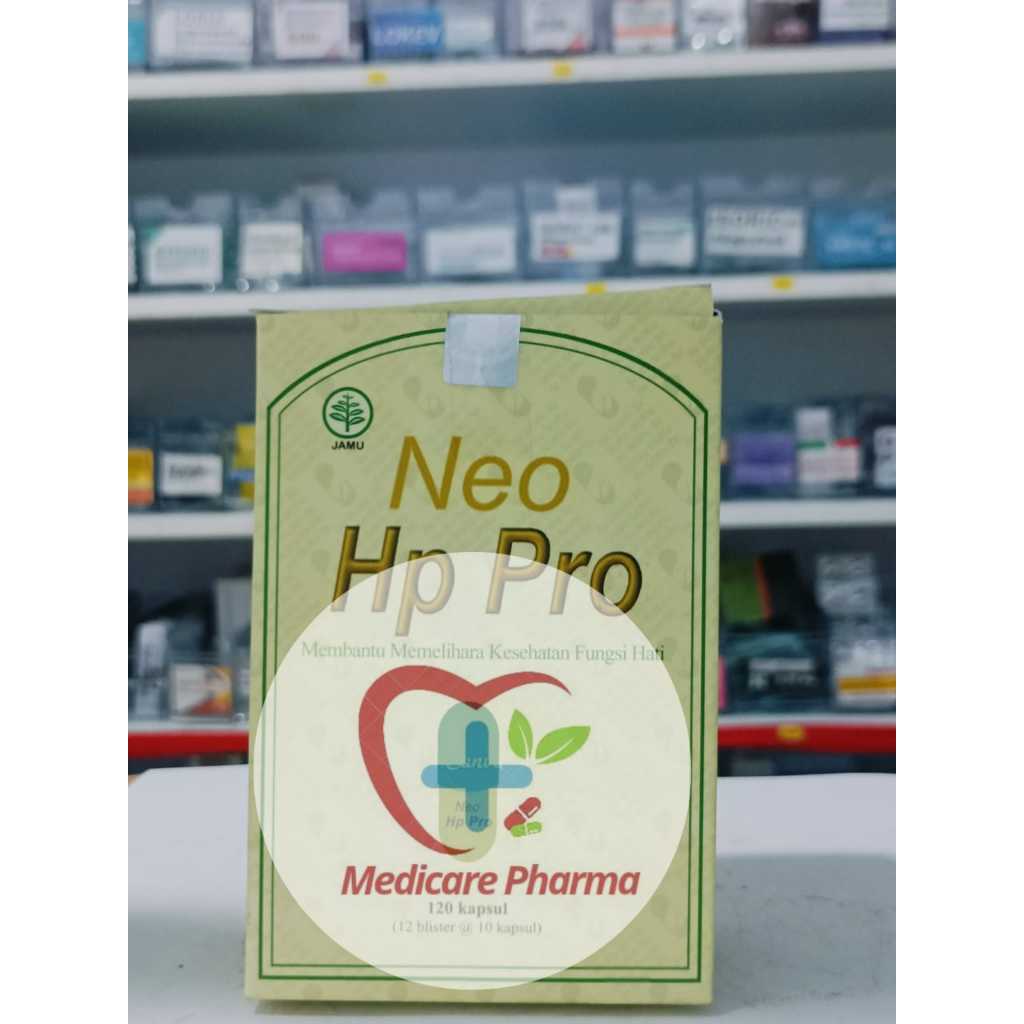 JAMU
Neo
Hp Pro
Membantu Memelihara Kesehatan Fungsi Hati
Canva
Neo
Hp Pro
Medicare Pharma
120 kapsul
(12 blister @ 10 kapsul)